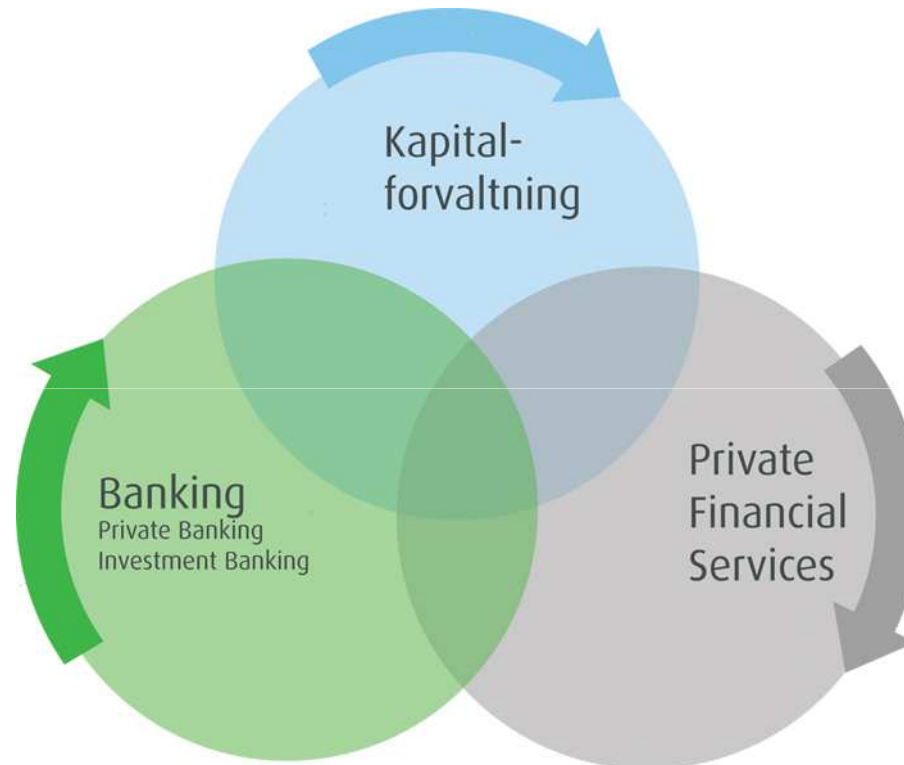 Kapital-
forvaltning
Banking
Private Banking
Investment Banking
Private
Financial
Services